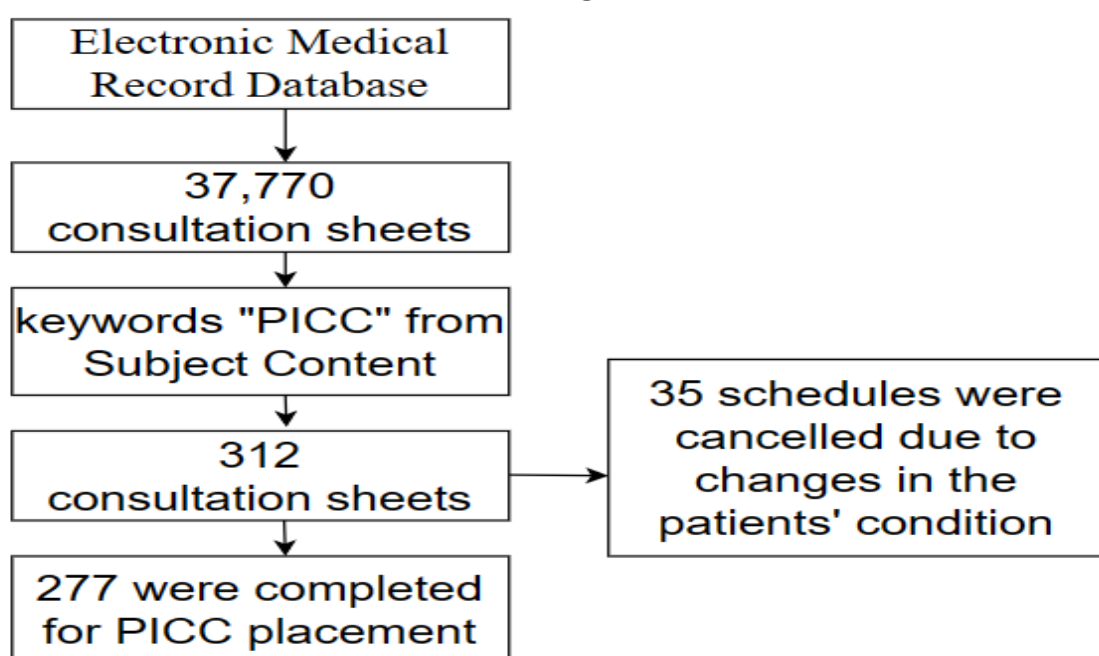 Electronic Medical
Record Database
37,770
consultation sheets
keywords "PICC" from
Subject Content
312
consultation sheets
35 schedules were
cancelled due to
changes in the
patients' condition
277 were completed
for PICC placement